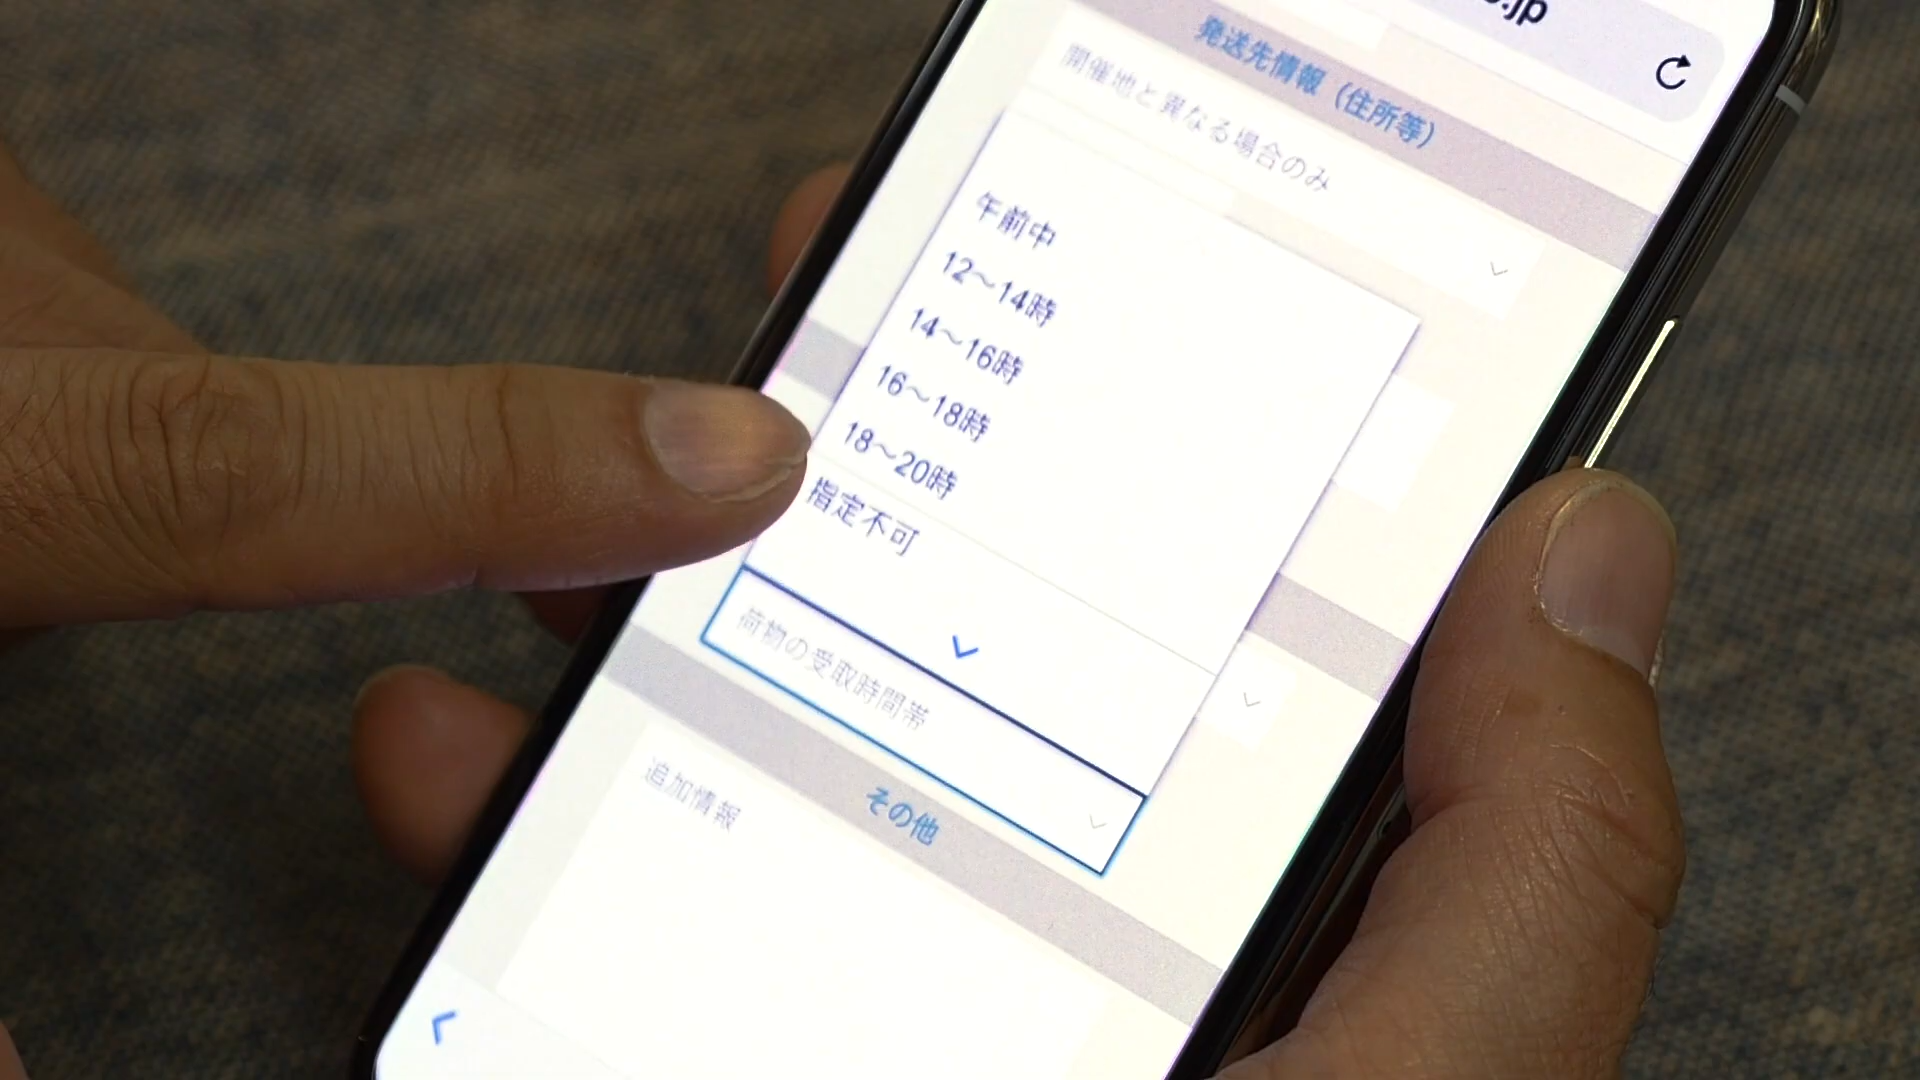 .jp
発送先情報（住所等）
開催地と異なる場合のみ
午前中
12～14時
14～16時
16～18時
18～20時
指定不可
荷物の受取時間帯
その他
追加情報